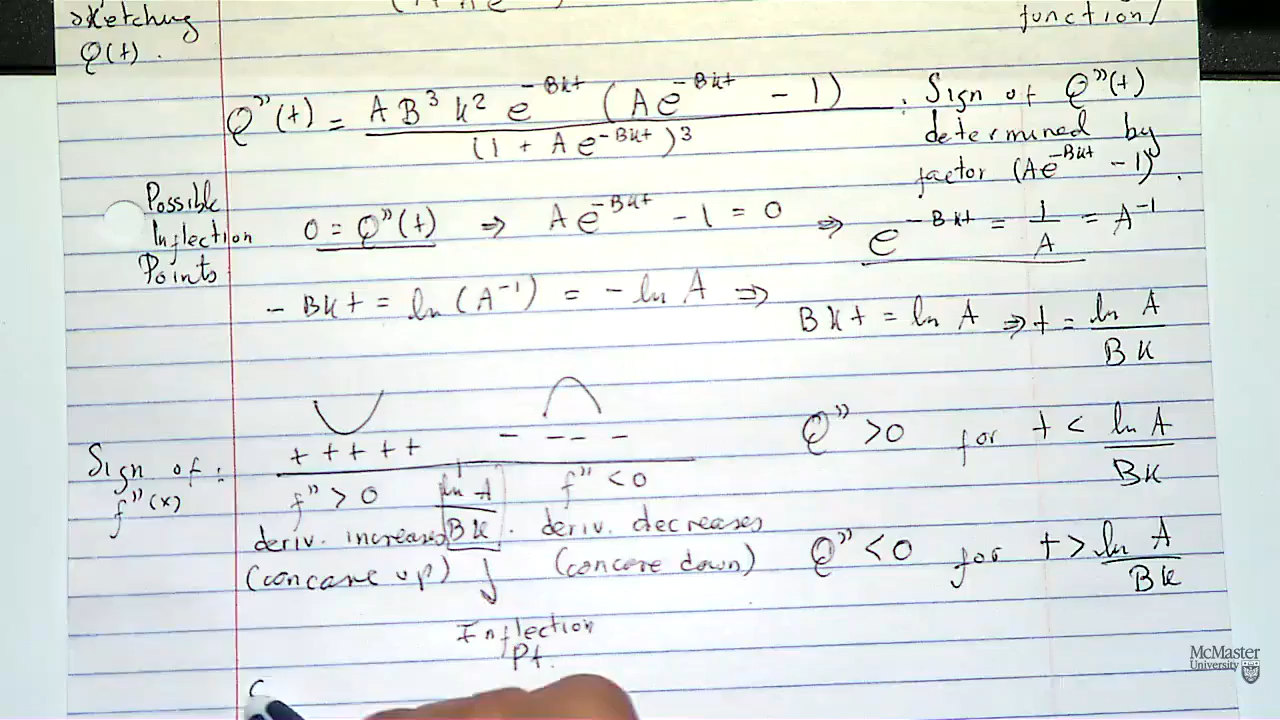 sketching
function/
Q(t).
Q''(t) = A B³ k² e^-Bkt (Ae^-Bkt - 1) / (1 + Ae^-Bkt)³ . Sign of Q''(t)
determined by
factor (Ae^-Bkt - 1).
Possible
Inflection
Points
0 = Q''(t) ⇒ Ae^-Bkt - 1 = 0 ⇒ e^-Bkt = 1/A = A^-1
- Bkt = ln (A^-1) = - ln A ⇒
Bkt = ln A ⇒ t = ln A / Bk
+ + + + + - -- -
Sign of :
f''(x)
f'' > 0 ln A / Bk . f'' < 0
deriv. increases deriv. decreases
(concave up) (concave down)
Inflection
Pt.
Q'' > 0 for t < ln A / Bk
Q'' < 0 for t > ln A / Bk
McMaster
University